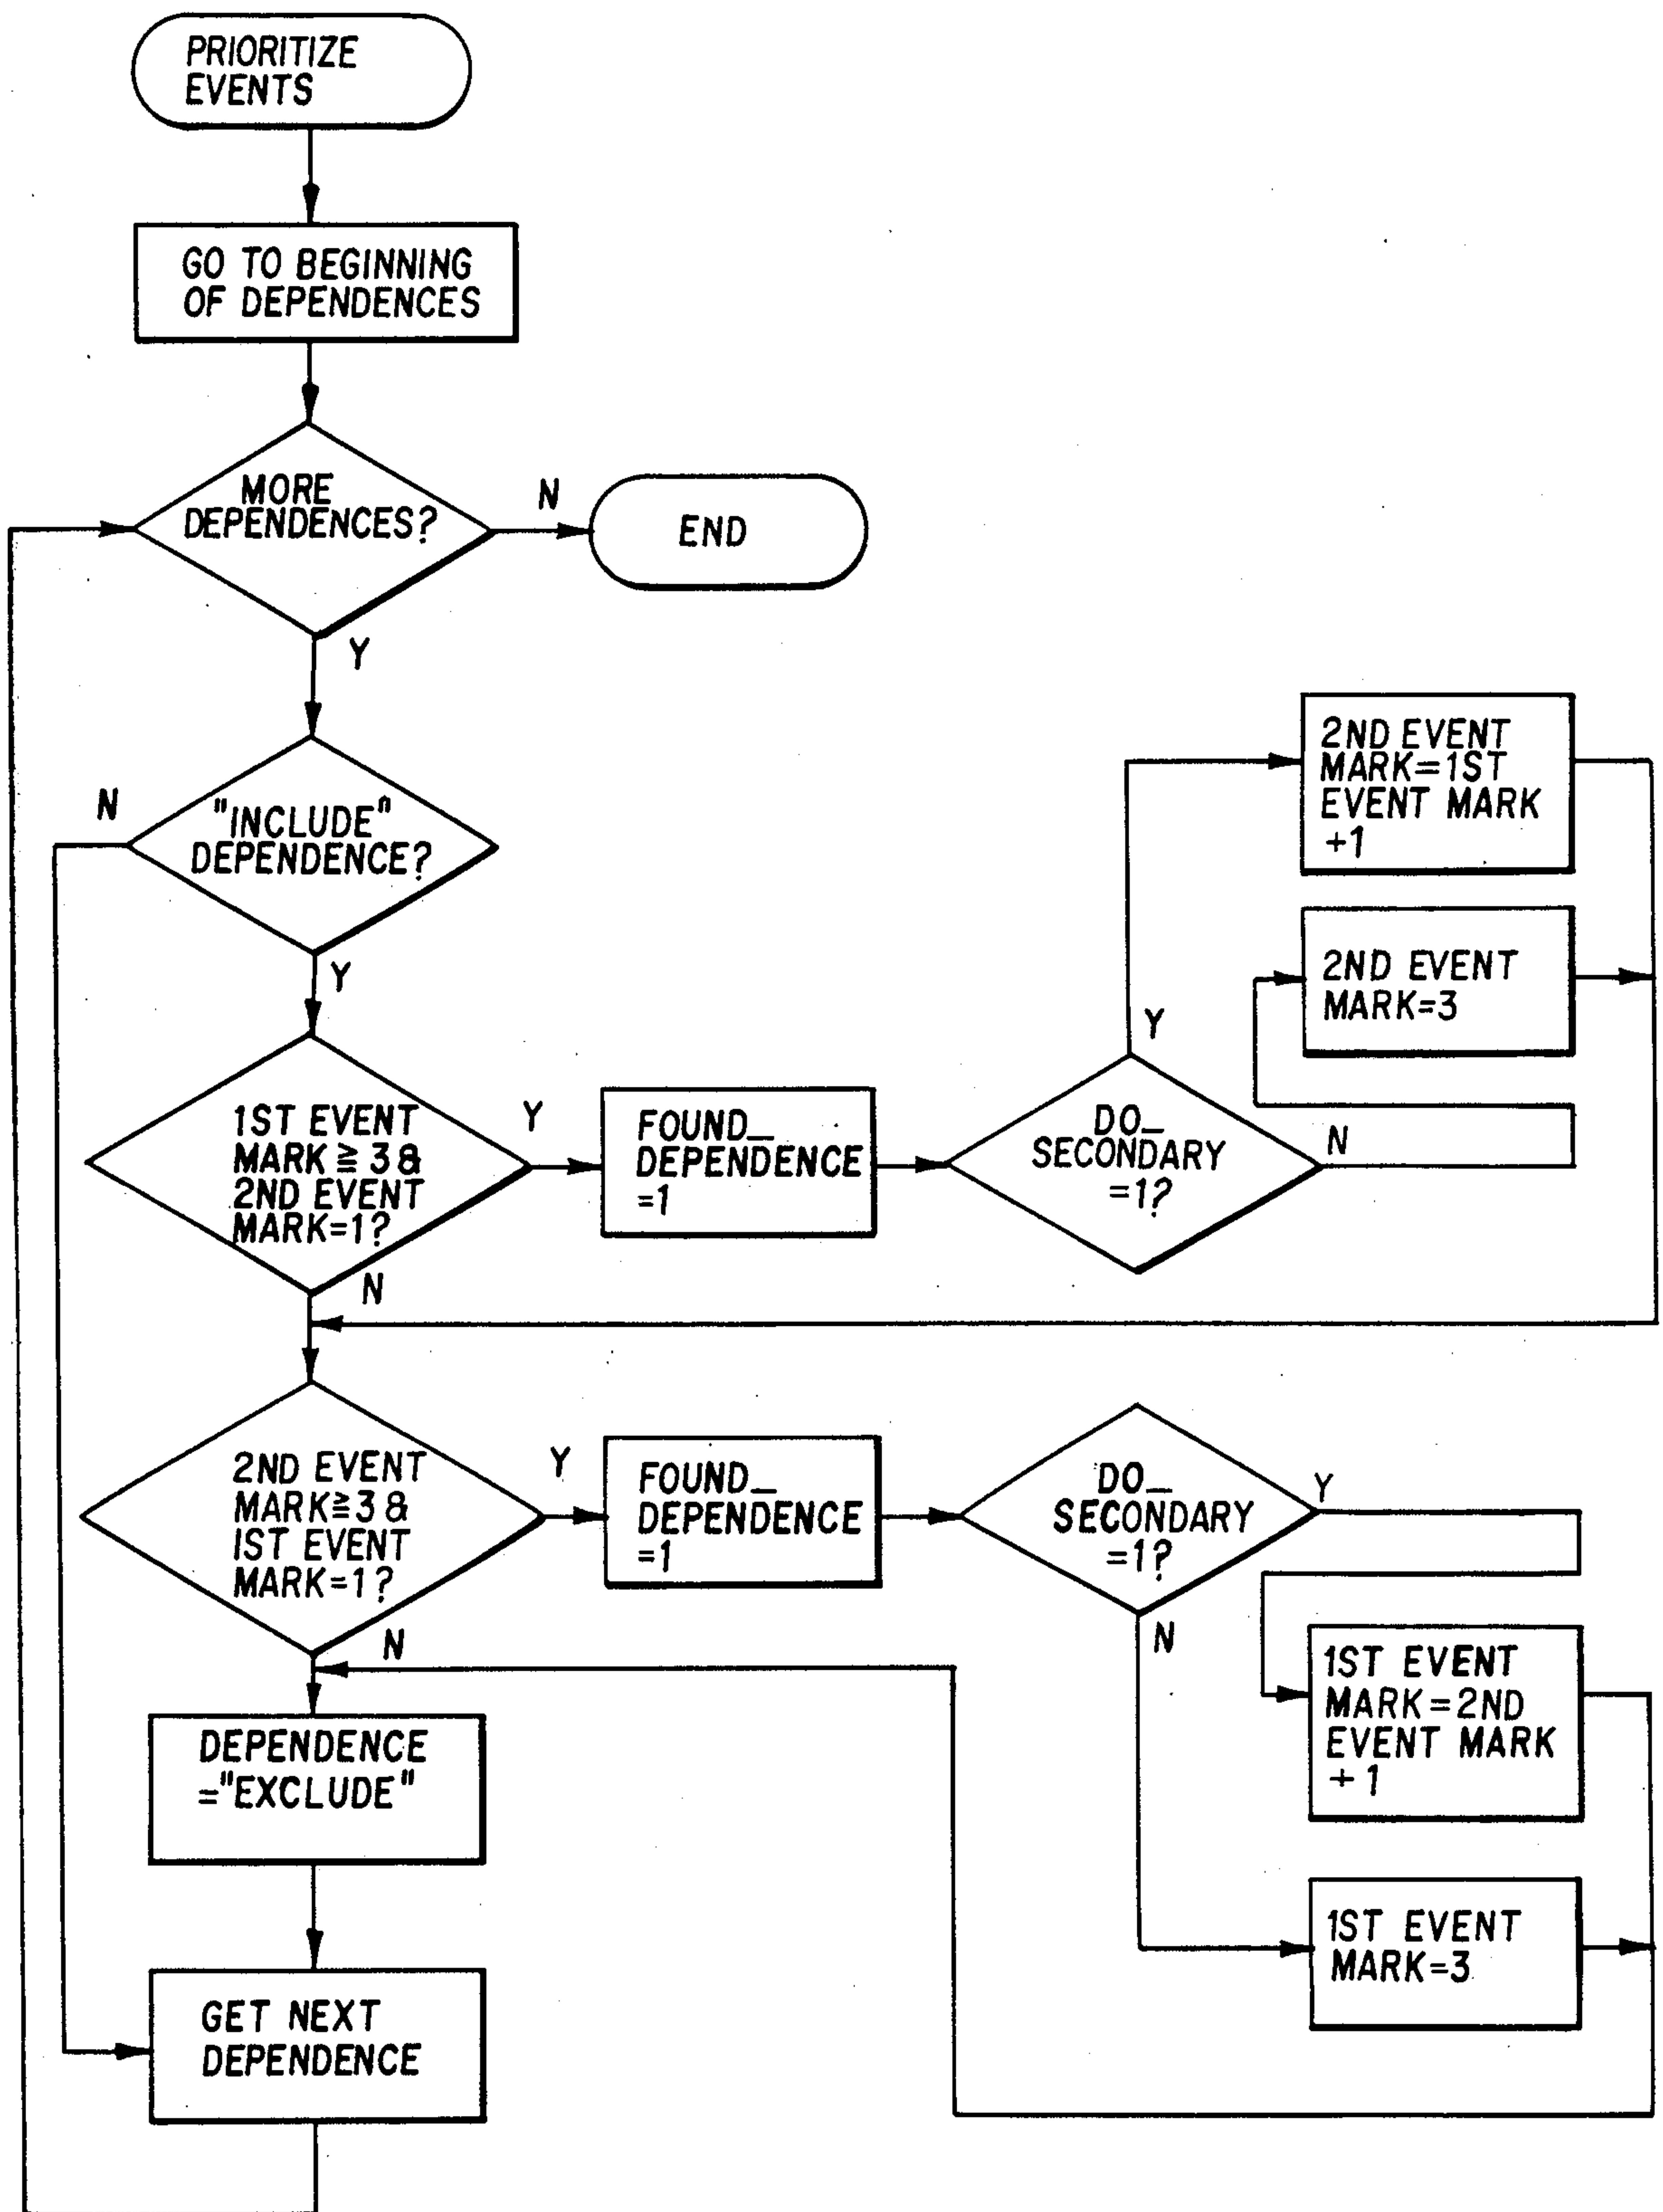 PRIORITIZE
EVENTS
GO TO BEGINNING
OF DEPENDENCES
MORE
DEPENDENCES?
N
END
Y
"INCLUDE"
DEPENDENCE?
N
Y
1ST EVENT
MARK ≧ 3 &
2ND EVENT
MARK=1?
Y
N
FOUND_
DEPENDENCE
=1
DO_
SECONDARY
=1?
Y
N
2ND EVENT
MARK=1ST
EVENT MARK
+1
2ND EVENT
MARK=3
2ND EVENT
MARK≧3 &
1ST EVENT
MARK=1?
Y
N
FOUND_
DEPENDENCE
=1
DO_
SECONDARY
=1?
Y
N
1ST EVENT
MARK=2ND
EVENT MARK
+1
1ST EVENT
MARK=3
DEPENDENCE
="EXCLUDE"
GET NEXT
DEPENDENCE